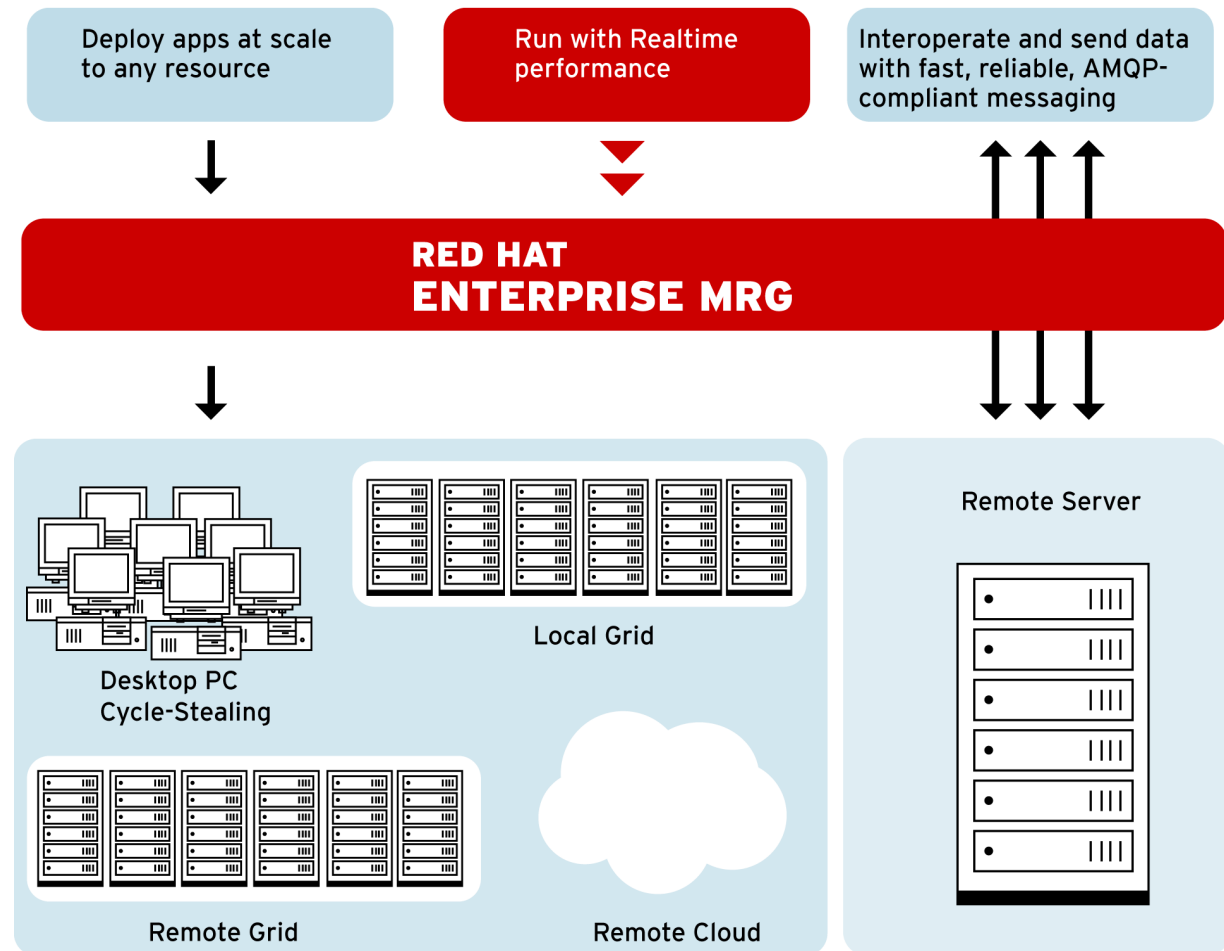 Deploy apps at scale
to any resource
Run with Realtime
performance
Interoperate and send data
with fast, reliable, AMQP-
compliant messaging
RED HAT
ENTERPRISE MRG
Desktop PC
Cycle-Stealing
Local Grid
Remote Grid
Remote Cloud
Remote Server